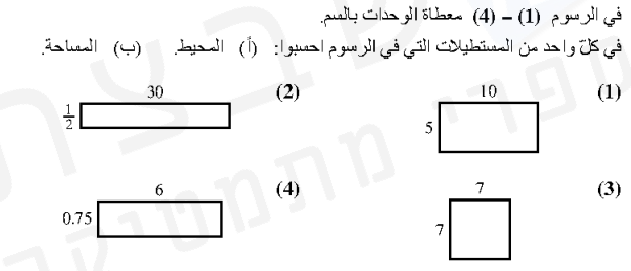 في الرسوم (1) – (4) معطاة الوحدات بالسم.
في كلّ واحد من المستطيلات التي في الرسوم احسبوا: (أ) المحيط. (ب) المساحة.
(1) 10 5
(2) 30 1/2
(3) 7 7
(4) 6 0.75